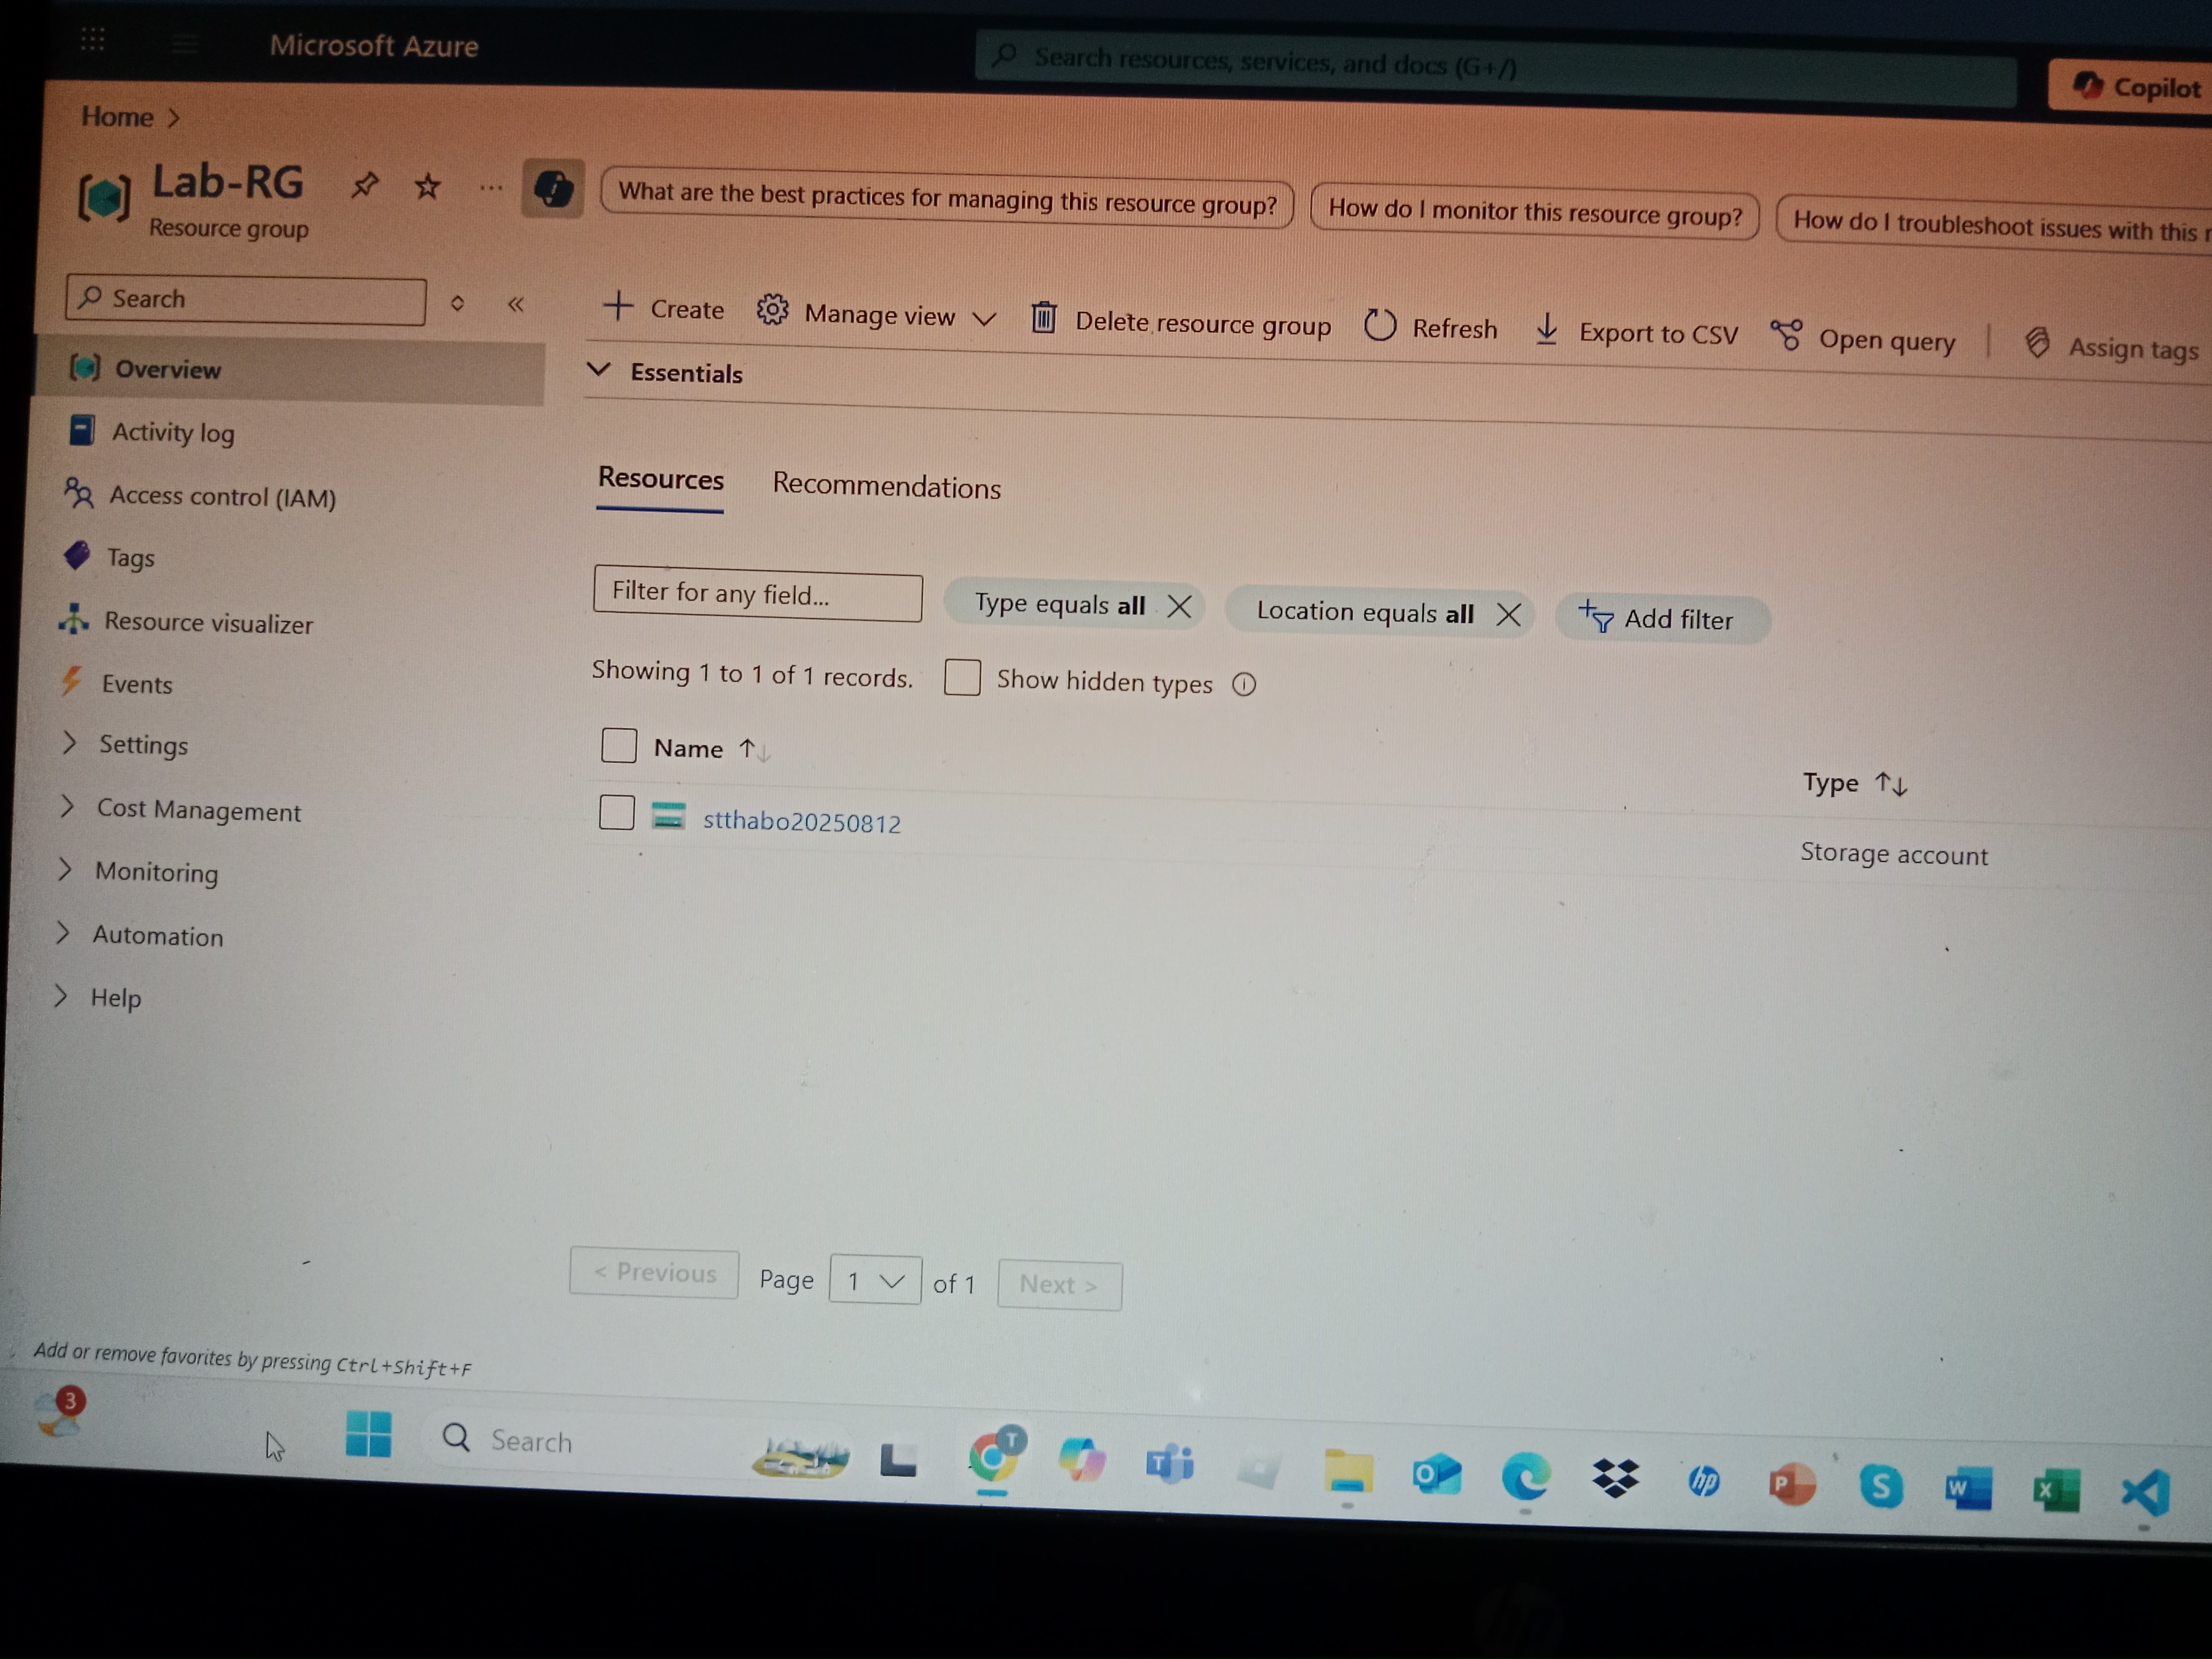 Microsoft Azure
Search resources, services, and docs (G+/)
Copilot
Home >
Lab-RG
Resource group
What are the best practices for managing this resource group?
How do I monitor this resource group?
How do I troubleshoot issues with this r
Search
Create
Manage view
Delete resource group
Refresh
Export to CSV
Open query
Assign tags
Essentials
Overview
Activity log
Access control (IAM)
Tags
Resource visualizer
Events
Settings
Cost Management
Monitoring
Automation
Help
Resources
Recommendations
Filter for any field...
Type equals all
Location equals all
Add filter
Showing 1 to 1 of 1 records.
Show hidden types
Name
Type
stthabo20250812
Storage account
< Previous
Page
1
of 1
Next >
Add or remove favorites by pressing Ctrl+Shift+F
3
Search
T
T
O
hp
P
S
W
X
hp